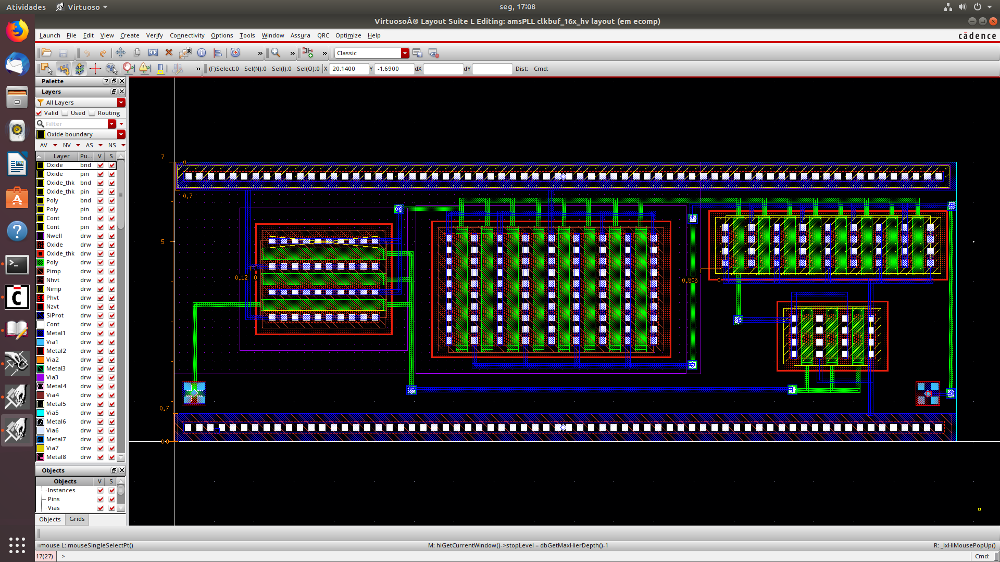 Atividades Virtuoso seg, 17:08
VirtuosoÂ® Layout Suite L Editing: amsPLL clkbuf_16x_hv layout (em ecomp)
Launch File Edit View Create Verify Connectivity Options Tools Window Assura QRC Optimize Help cādence
» » » Classic
» (F)Select:0 Sel(N):0 Sel(I):0 Sel(O):0 X 20.1400 Y -1.6900 dX dY Dist: Cmd:
Palette
Layers
All Layers
Valid Used Routing
Filter
Oxide boundary
AV NV AS NS
Layer Pu... V S
Oxide bnd
Oxide pin
Oxide_thk bnd
Oxide_thk pin
Poly bnd
Poly pin
Cont bnd
Cont pin
Nwell drw
Oxide drw
Oxide_thk drw
Poly drw
Pimp drw
Nhvt drw
Nimp drw
Phvt drw
Nzvt drw
SiProt drw
Cont drw
Metal1 drw
Via1 drw
Metal2 drw
Via2 drw
Metal3 drw
Via3 drw
Metal4 drw
Via4 drw
Metal5 drw
Via5 drw
Metal6 drw
Via6 drw
Metal7 drw
Via7 drw
Metal8 drw
7 0
0.7
5
0.12 0
0.505 0
0.7
0 0
Objects
Objects V S
Instances
Pins
Vias
Objects Grids
mouse L: mouseSingleSelectPt() M: hiGetCurrentWindow()->stopLevel = dbGetMaxHierDepth()-1 R: _lxHiMousePopUp()
17(27) > Cmd: